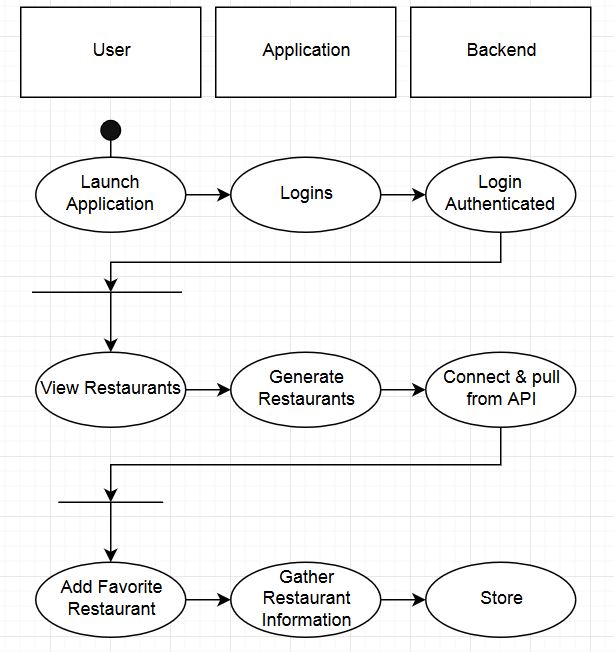 User
Application
Backend
Launch
Application
Logins
Login
Authenticated
View Restaurants
Generate
Restaurants
Connect & pull
from API
Add Favorite
Restaurant
Gather
Restaurant
Information
Store